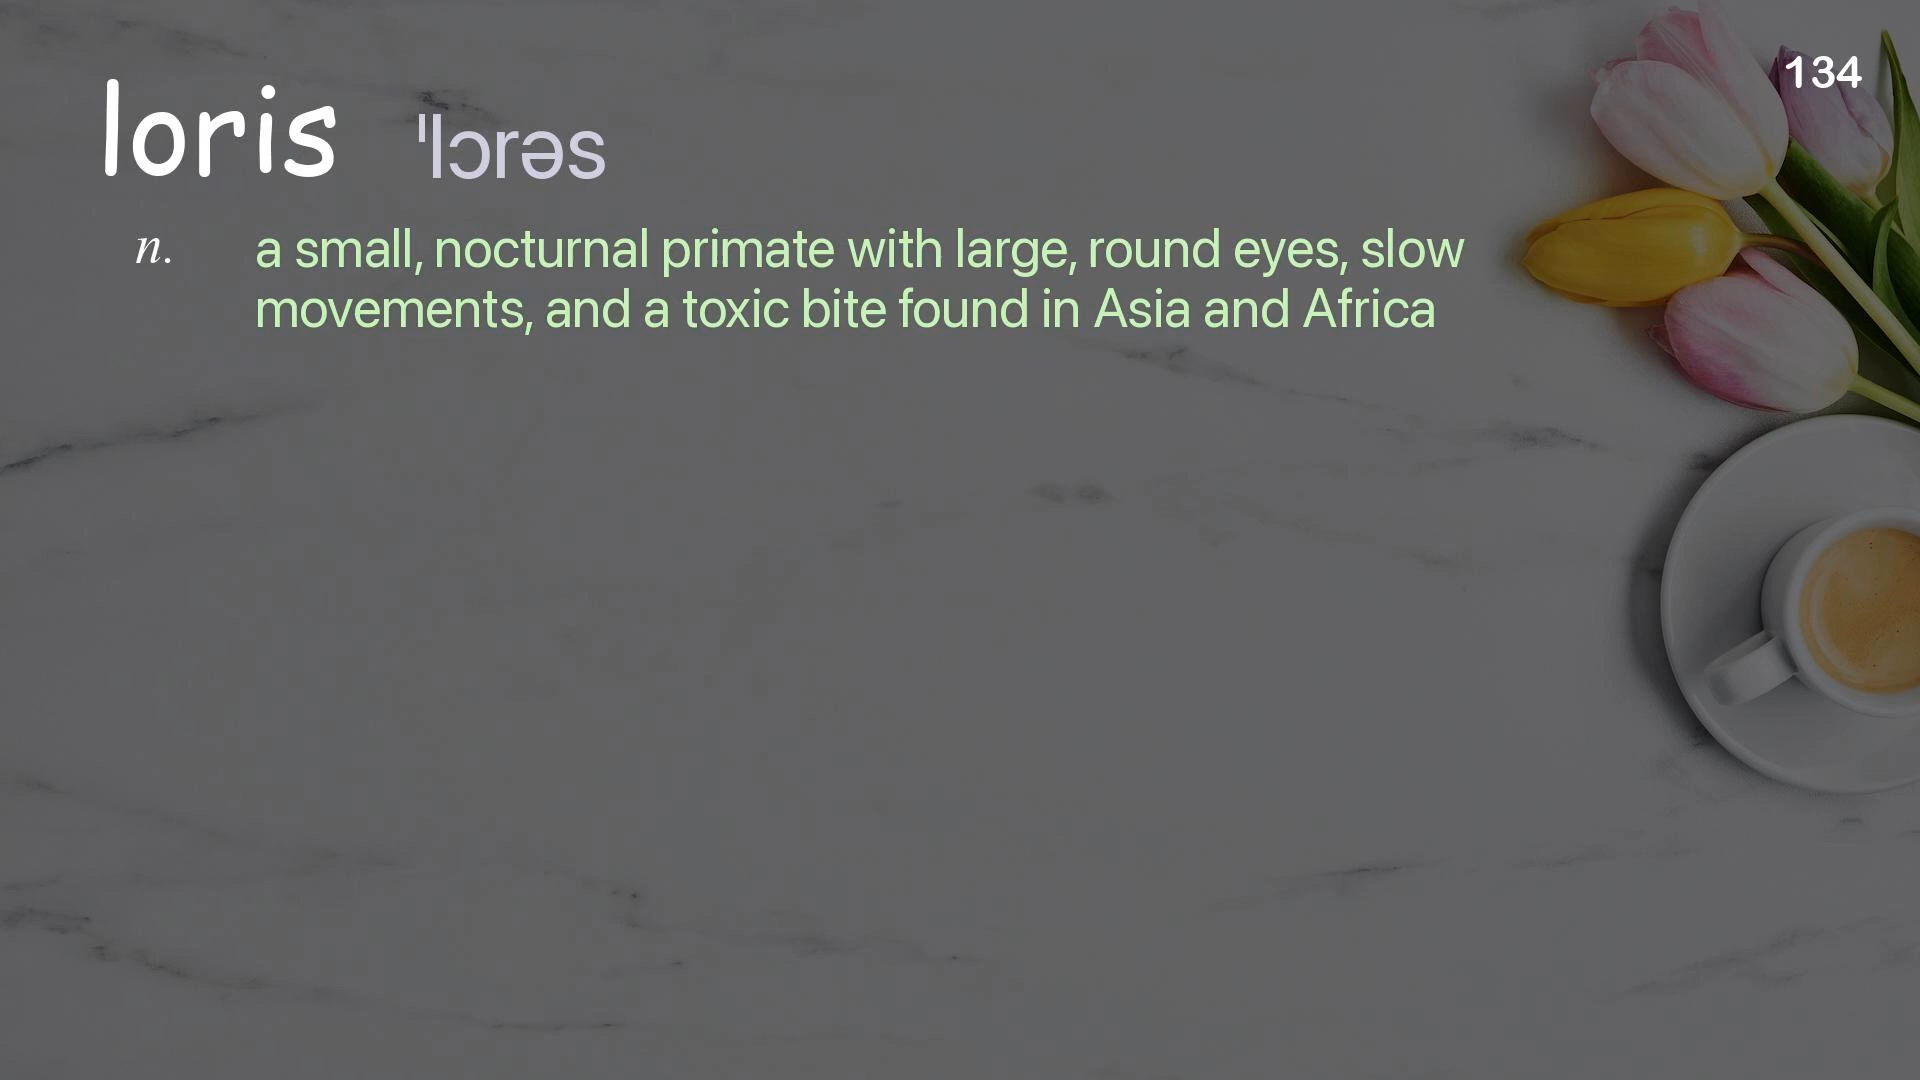 134
loris ˈlɔrəs
n. a small, nocturnal primate with large, round eyes, slow
movements, and a toxic bite found in Asia and Africa